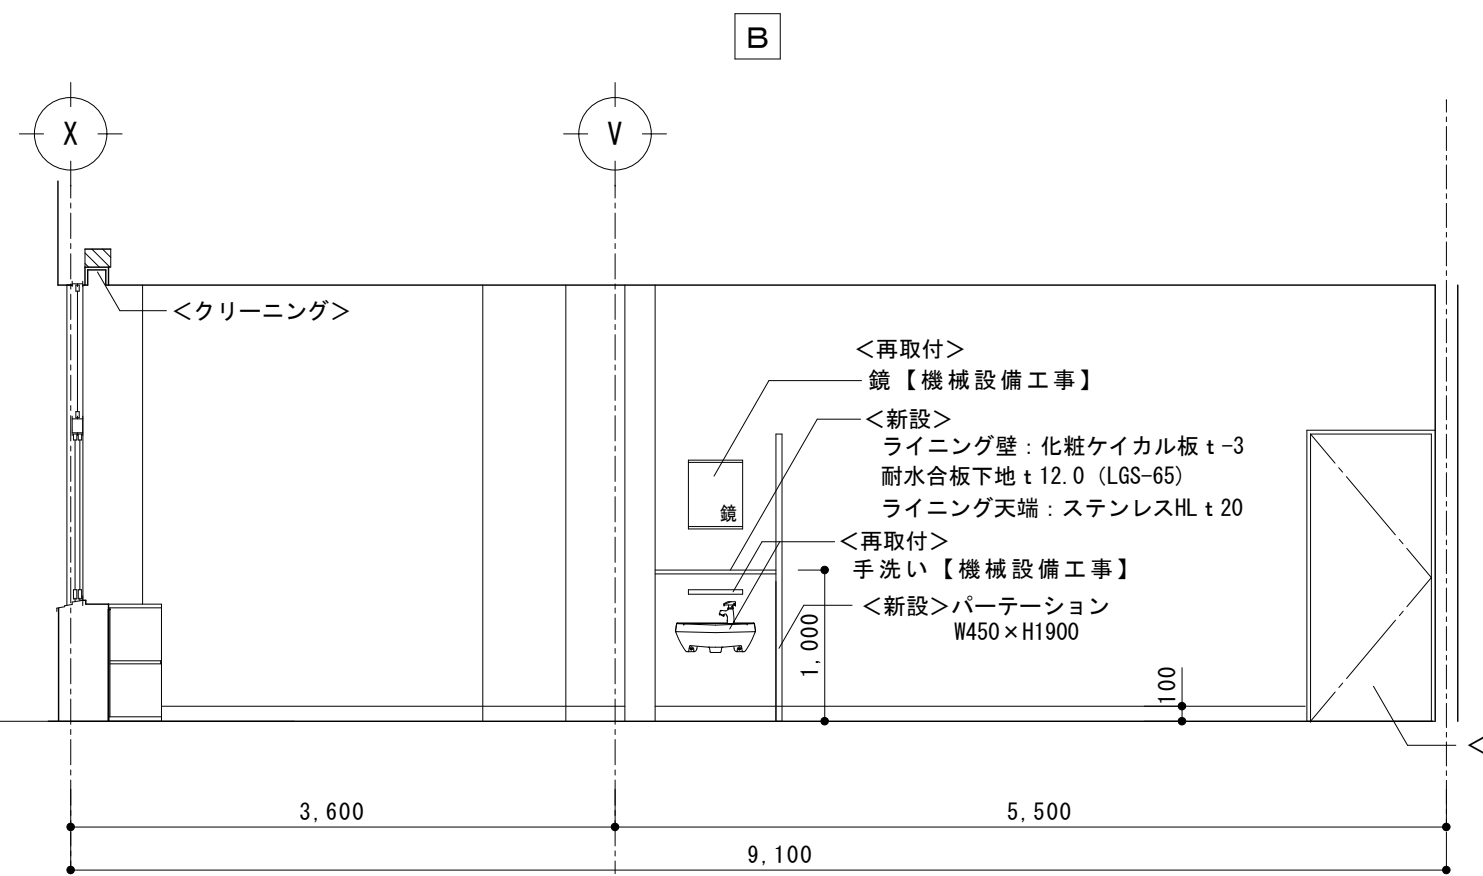 B
X
V
＜クリーニング＞
＜再取付＞
鏡【機械設備工事】
＜新設＞
ライニング壁：化粧ケイカル板ｔ-3
耐水合板下地ｔ12.0 (LGS-65)
ライニング天端：ステンレスHLｔ20
鏡
＜再取付＞
手洗い【機械設備工事】
＜新設＞パーテーション
W450×H1900
1,000
100
＜
3,600
5,500
9,100